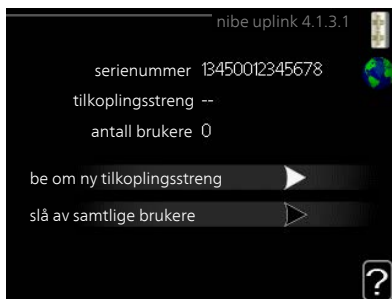 nibe uplink 4.1.3.1
serienummer 13450012345678
tilkoplingsstreng --
antall brukere 0
be om ny tilkoplingsstreng
slå av samtlige brukere
?